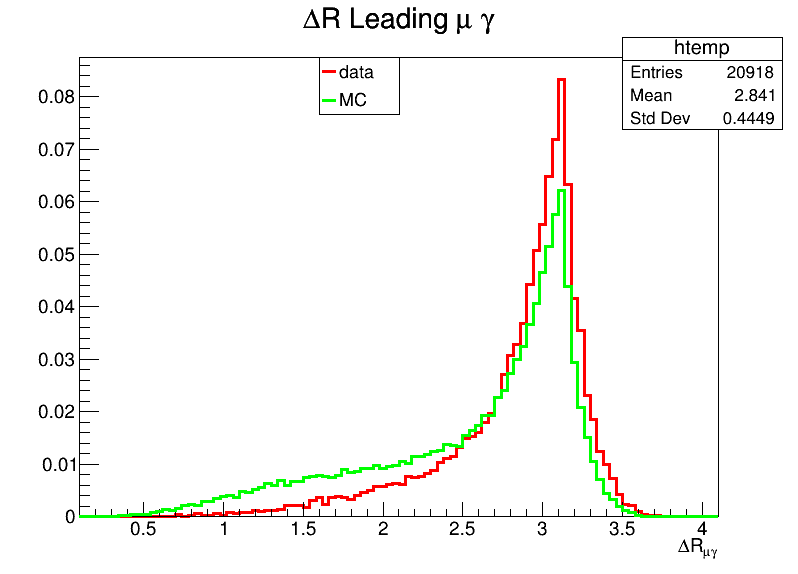 ΔR Leading μ γ
htemp
Entries 20918
Mean 2.841
Std Dev 0.4449
data
MC
0.08
0.07
0.06
0.05
0.04
0.03
0.02
0.01
0
0.5 1 1.5 2 2.5 3 3.5 4
ΔRμγ